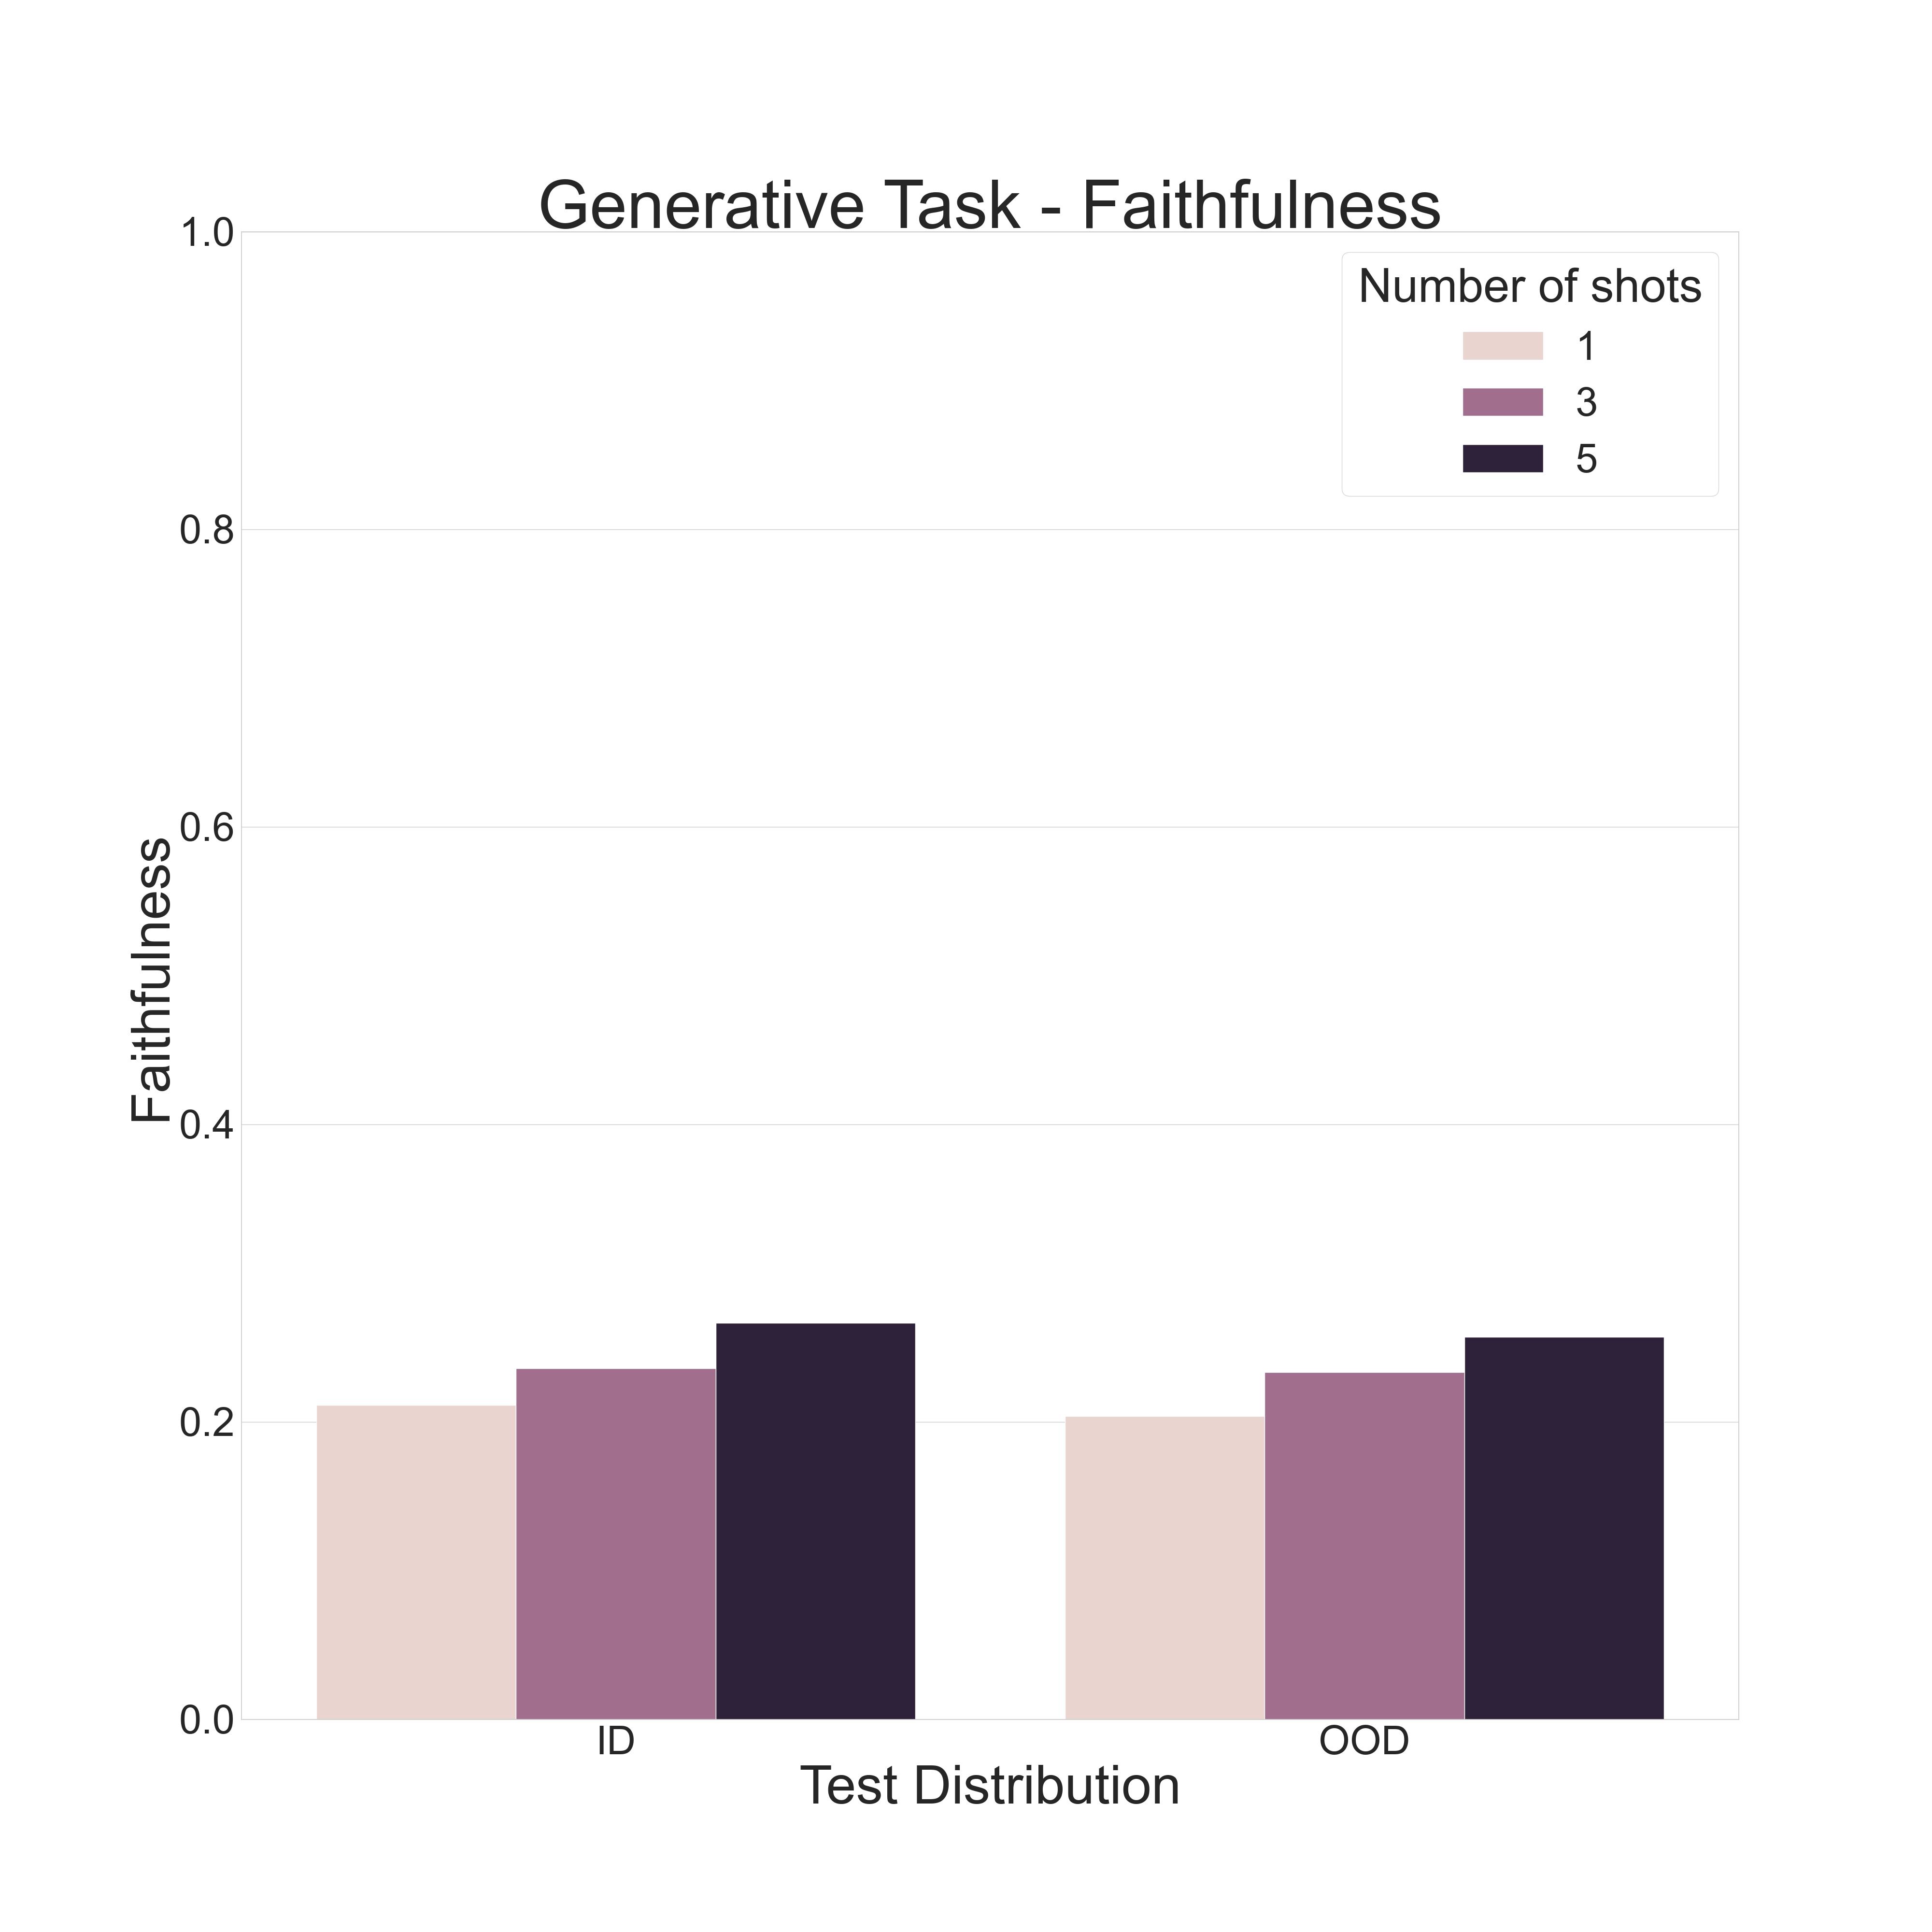 Generative Task - Faithfulness
1.0
0.8
0.6
0.4
0.2
0.0
Faithfulness
Number of shots
1
3
5
ID
OOD
Test Distribution